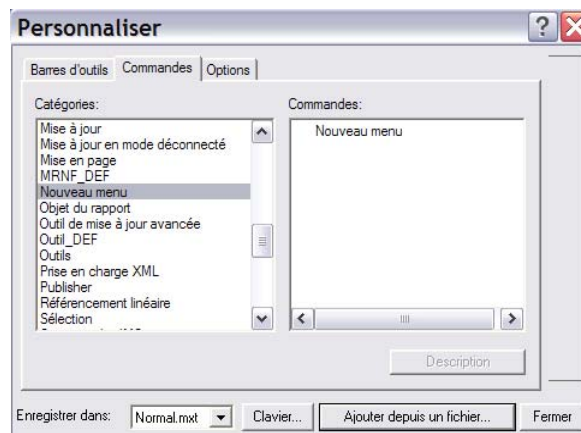 Personnaliser
Barres d'outils Commandes Options
Catégories:
Commandes:
Mise à jour
Mise à jour en mode déconnecté
Mise en page
MRNF_DEF
Nouveau menu
Objet du rapport
Outil de mise à jour avancée
Outil_DEF
Outils
Prise en charge XML
Publisher
Référencement linéaire
Sélection
Nouveau menu
Description
Enregistrer dans: Normal.mxt Clavier... Ajouter depuis un fichier... Fermer